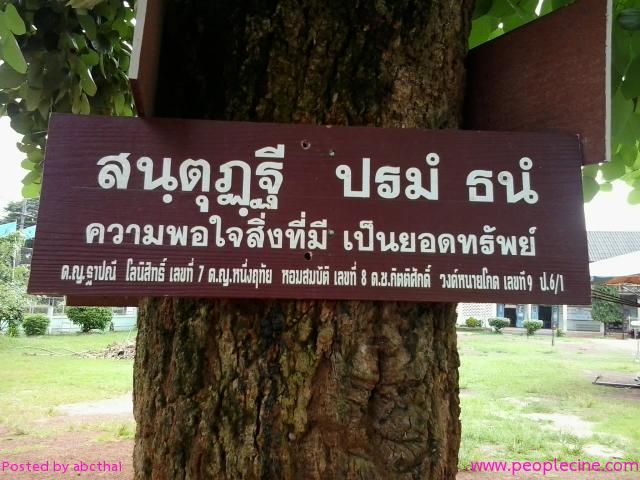 สนฺตุฏฺฐี ปรมํ ธนํ
ความพอใจสิ่งที่มี เป็นยอดทรัพย์
ด.ญ.ฐาปณี โลนิสิทธิ์ เลขที่ 7 ด.ญ.หนึ่งฤทัย หอมสมบัติ เลขที่ 8 ด.ช.กิตติศักดิ์ วงค์หนายโกด เลขที่ 9 ป.6/1
Posted by abcthai
www.peoplecine.com